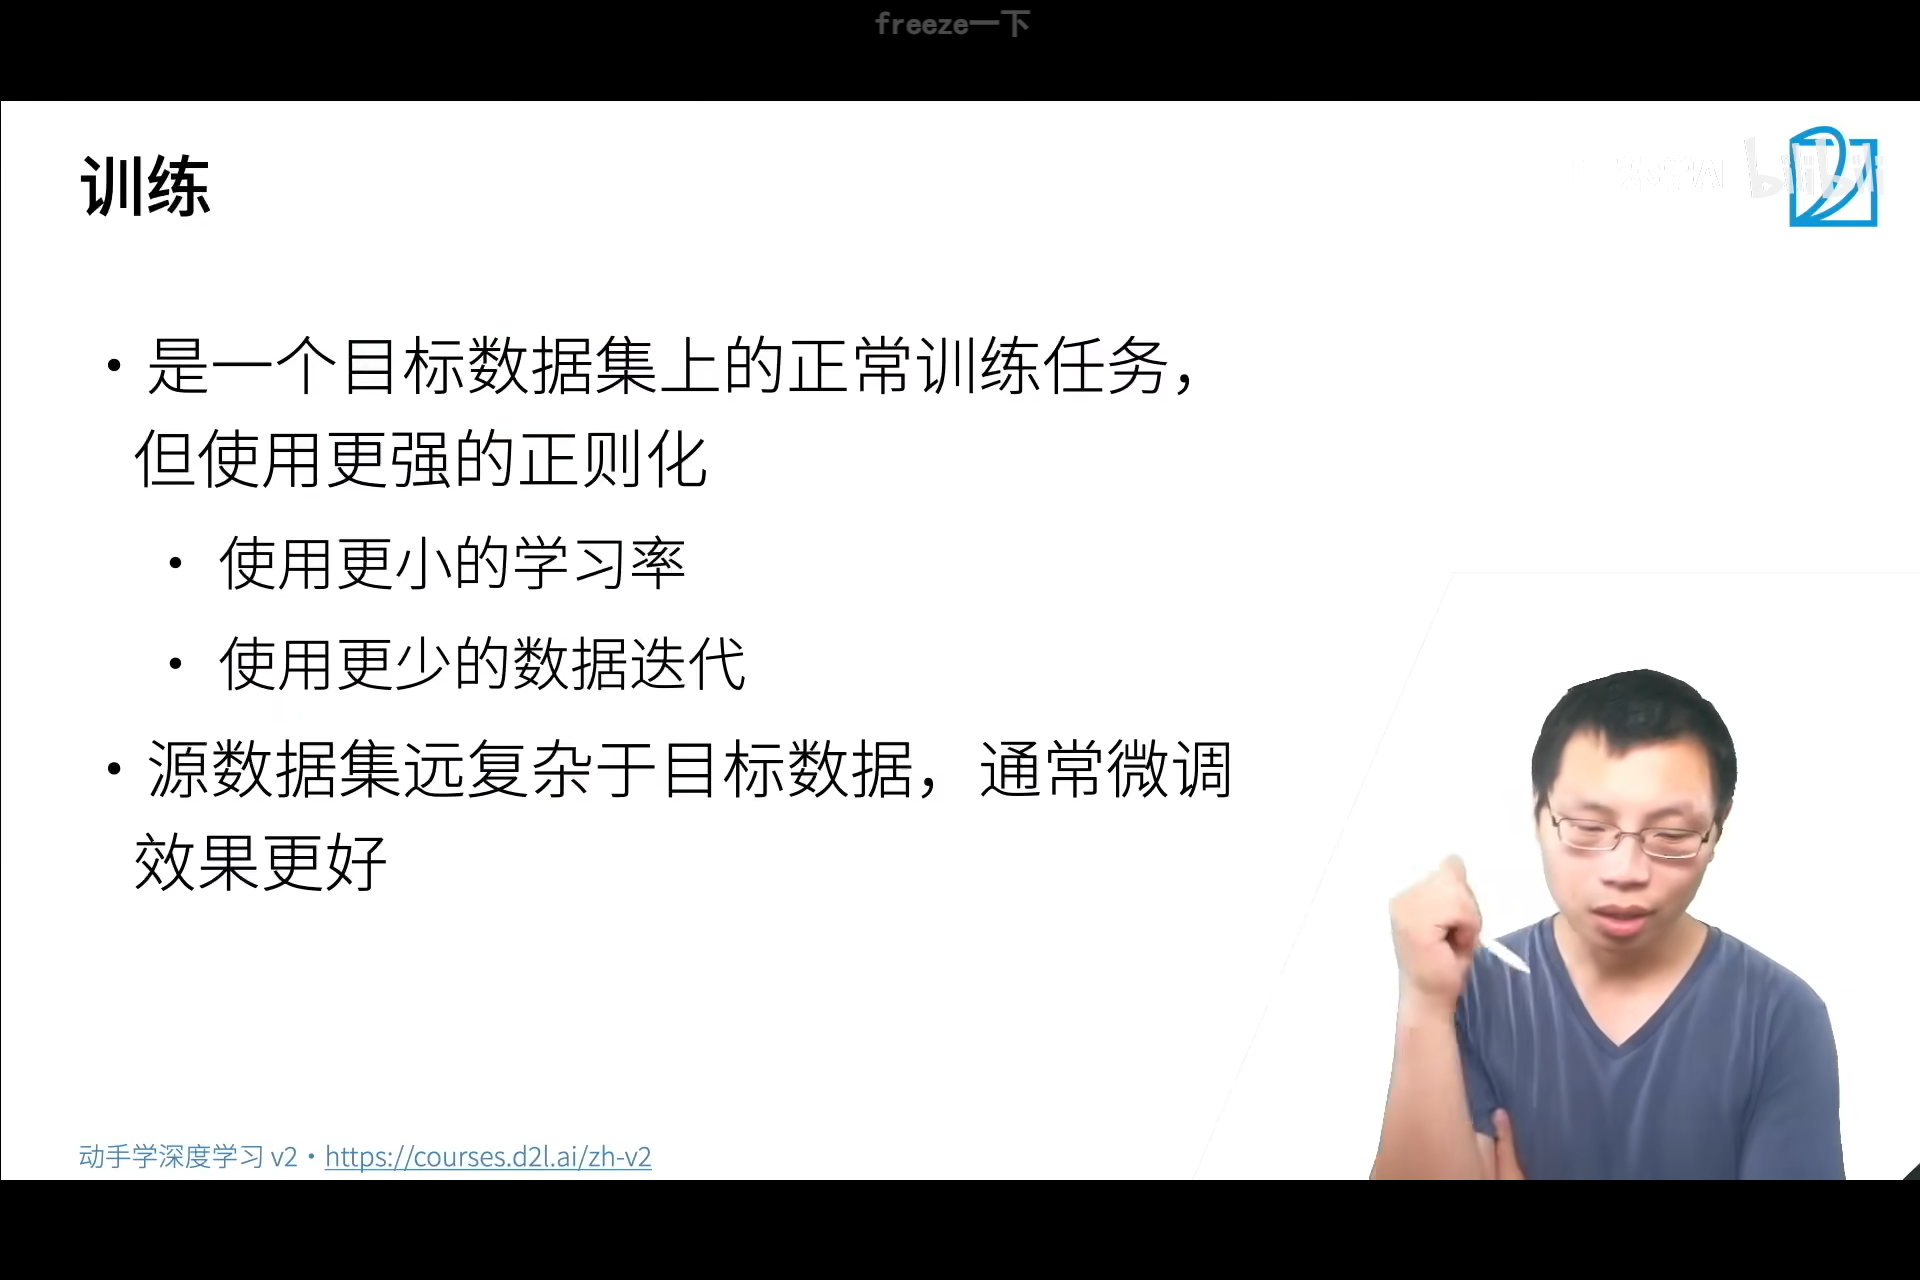 freeze一下
训练
bilibili
• 是一个目标数据集上的正常训练任务，
但使用更强的正则化
• 使用更小的学习率
• 使用更少的数据迭代
• 源数据集远复杂于目标数据，通常微调
效果更好
动手学深度学习 v2 • https://courses.d2l.ai/zh-v2